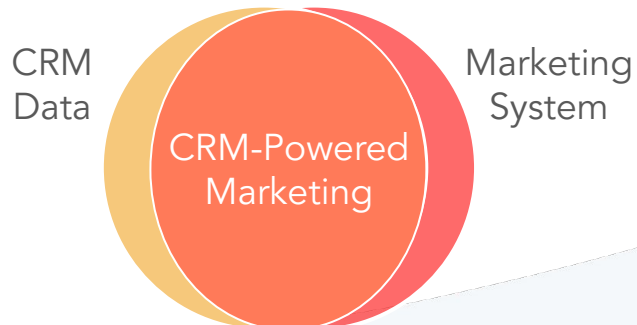 CRM
Data
CRM-Powered
Marketing
Marketing
System